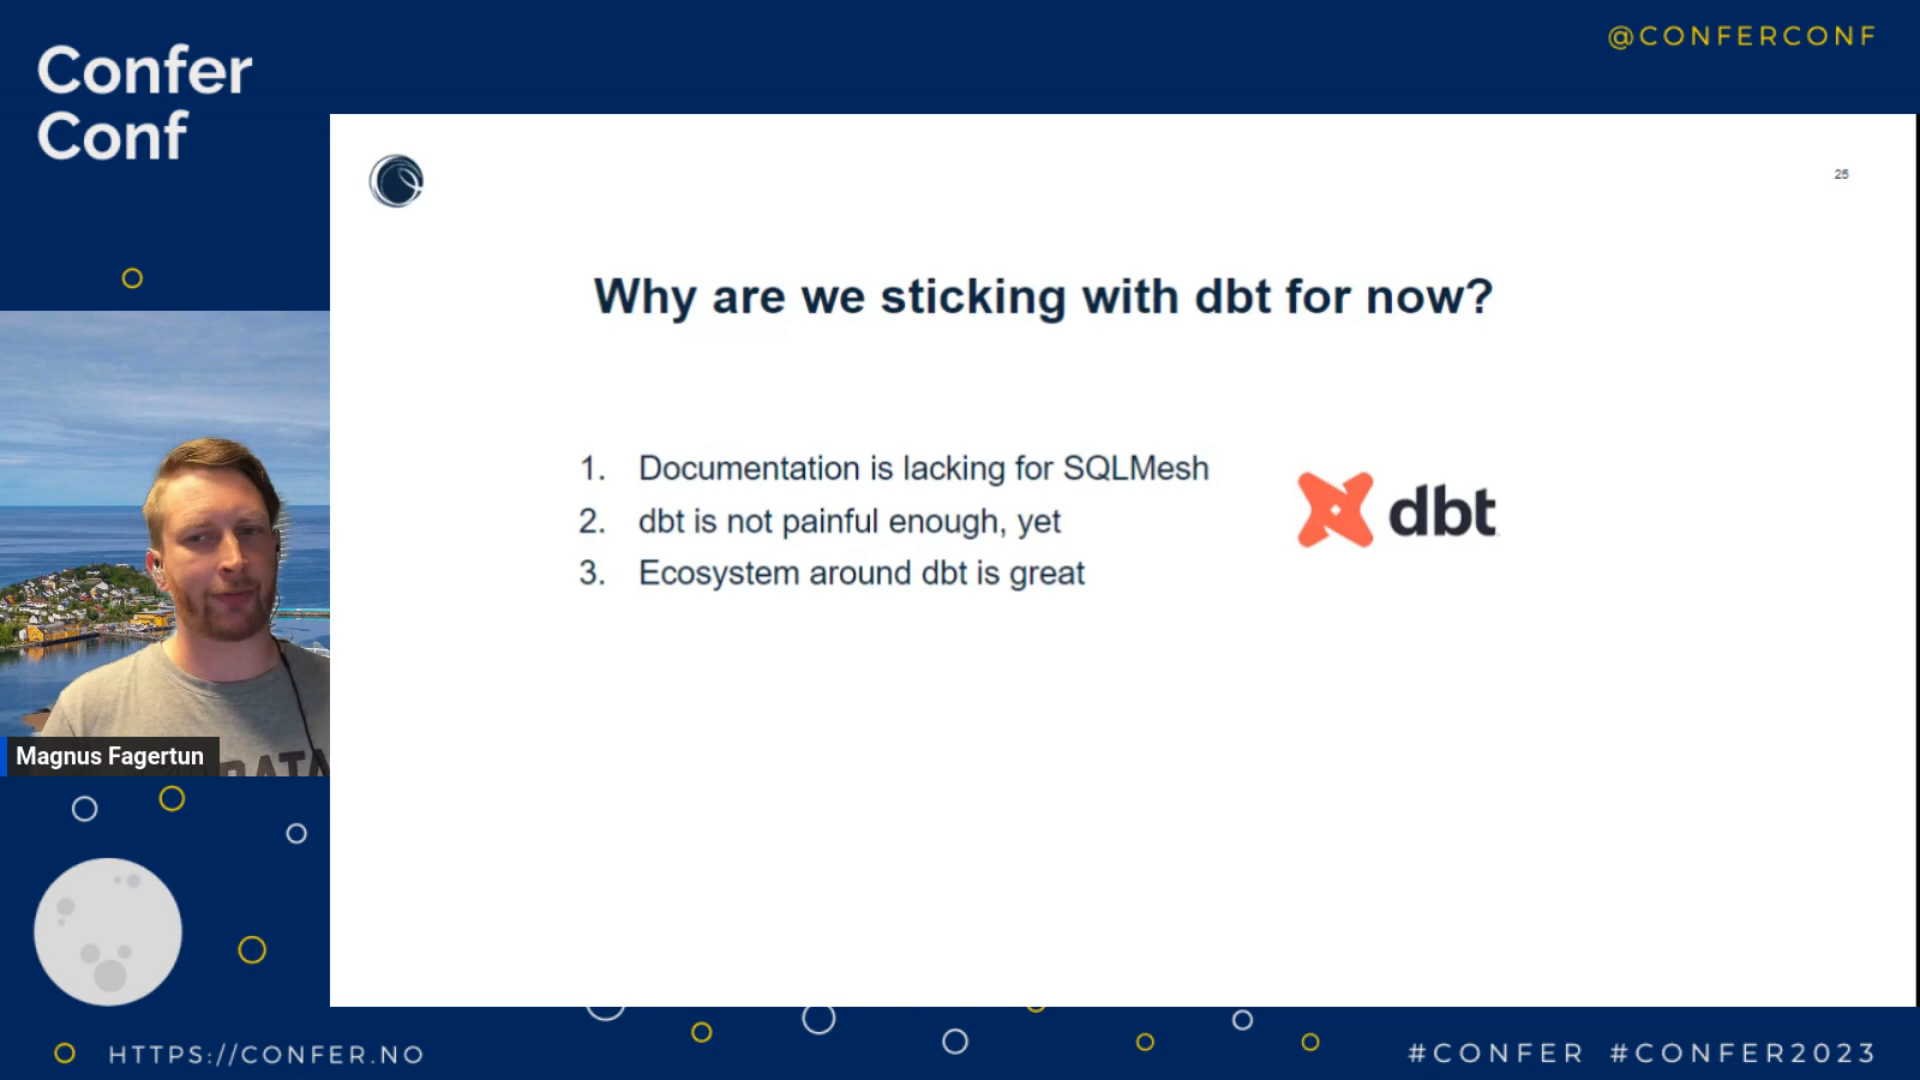 Confer
Conf
@CONFERCONF
25
Why are we sticking with dbt for now?
1. Documentation is lacking for SQLMesh
2. dbt is not painful enough, yet
3. Ecosystem around dbt is great
dbt
Magnus Fagertun
HTTPS://CONFER.NO
#CONFER #CONFER2023